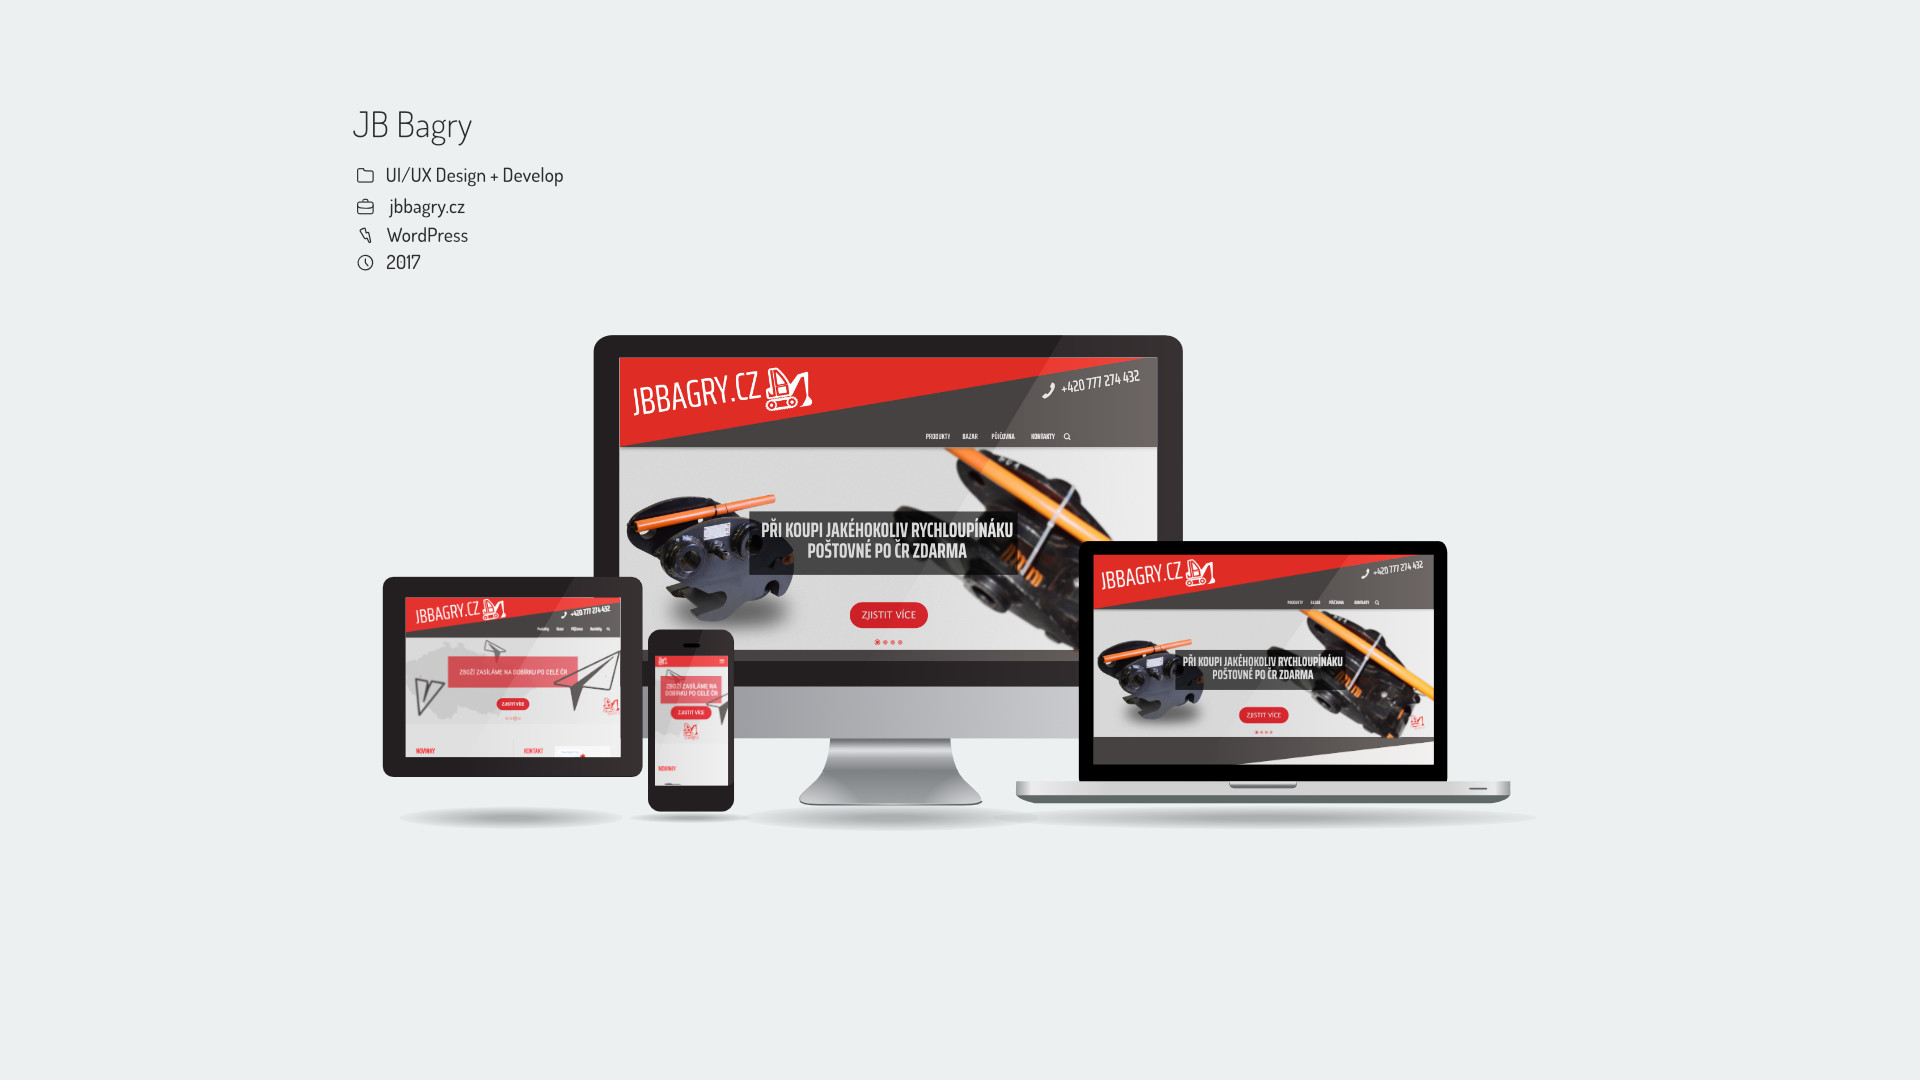 JB Bagry
UI/UX Design + Develop
jbbagry.cz
WordPress
2017
JBBAGRY.CZ
+420 777 274 432
PRODUKTY BAZAR PŮJČOVNA KONTAKTY
PŘI KOUPI JAKÉHOKOLIV RYCHLOUPÍNÁKU
POŠTOVNÉ PO ČR ZDARMA
ZJISTIT VÍCE
JBBAGRY.CZ
+420 777 274 432
Produkty Bazar Půjčovna Kontakty
ZBOŽÍ ZASÍLÁME NA DOBÍRKU PO CELÉ ČR
ZJISTIT VÍCE
NOVINKY
KONTAKT
ZBOŽÍ ZASÍLÁME NA
DOBÍRKU PO CELÉ ČR
ZJISTIT VÍCE
NOVINKY
JBBAGRY.CZ
+420 777 274 432
PRODUKTY BAZAR PŮJČOVNA KONTAKTY
PŘI KOUPI JAKÉHOKOLIV RYCHLOUPÍNÁKU
POŠTOVNÉ PO ČR ZDARMA
ZJISTIT VÍCE